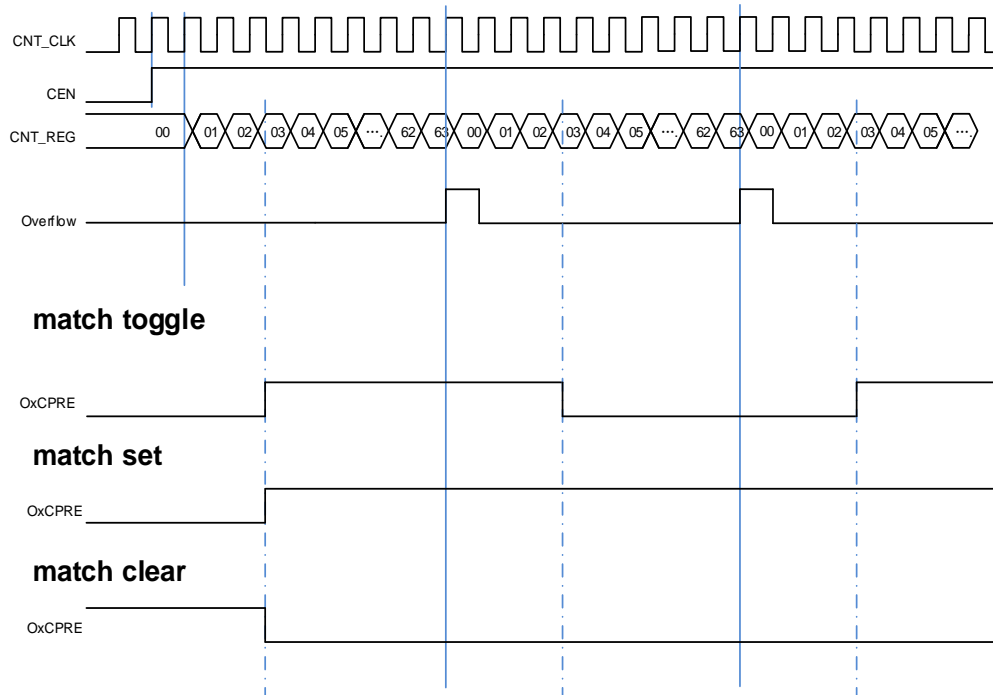 CNT_CLK
CEN
CNT_REG 00 01 02 03 04 05 ···. 62 63 00 01 02 03 04 05 ···. 62 63 00 01 02 03 04 05 ···.
Overflow
match toggle
OxCPRE
match set
OxCPRE
match clear
OxCPRE